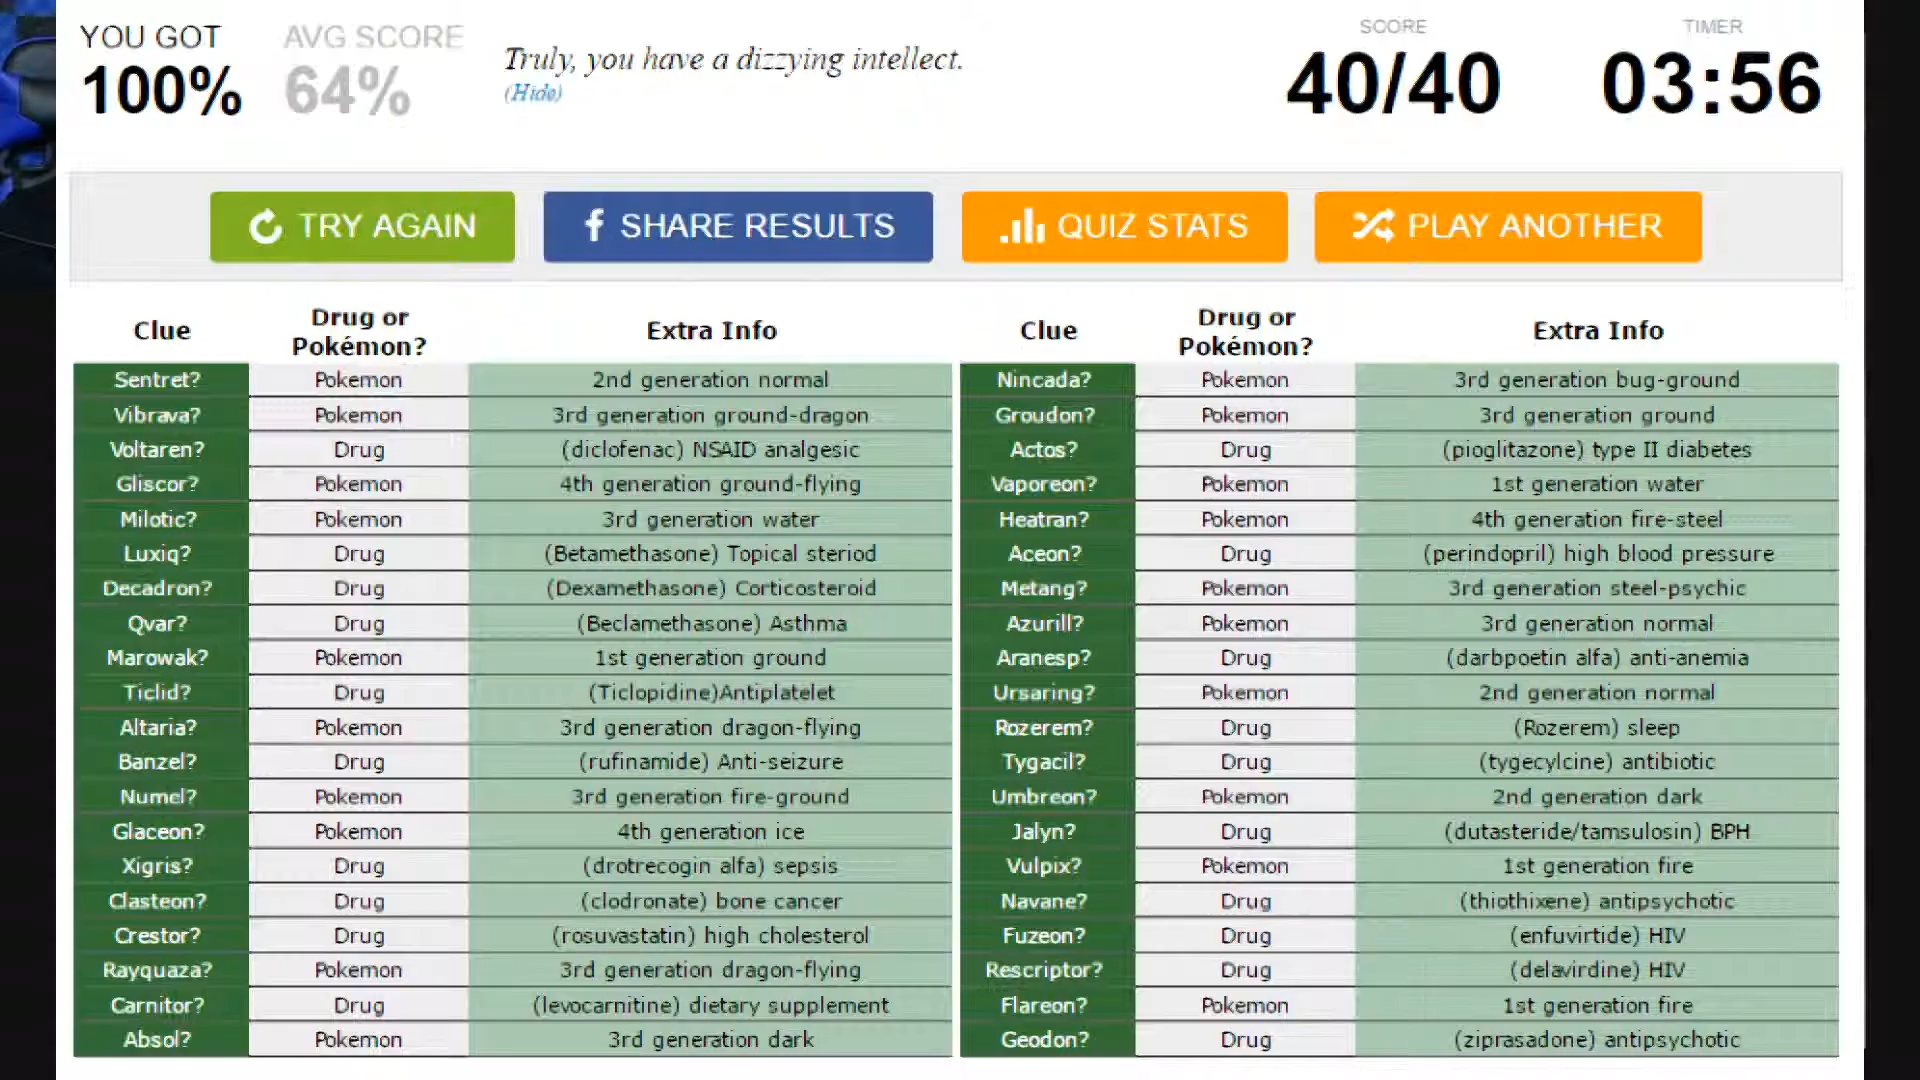 YOU GOT
100%
AVG SCORE
64%
Truly, you have a dizzying intellect.
(Hide)
SCORE
40/40
TIMER
03:56
TRY AGAIN
f SHARE RESULTS
QUIZ STATS
PLAY ANOTHER
Clue Drug or Pokémon? Extra Info
Sentret? Pokemon 2nd generation normal
Vibrava? Pokemon 3rd generation ground-dragon
Voltaren? Drug (diclofenac) NSAID analgesic
Gliscor? Pokemon 4th generation ground-flying
Milotic? Pokemon 3rd generation water
Luxiq? Drug (Betamethasone) Topical steriod
Decadron? Drug (Dexamethasone) Corticosteroid
Qvar? Drug (Beclamethasone) Asthma
Marowak? Pokemon 1st generation ground
Ticlid? Drug (Ticlopidine)Antiplatelet
Altaria? Pokemon 3rd generation dragon-flying
Banzel? Drug (rufinamide) Anti-seizure
Numel? Pokemon 3rd generation fire-ground
Glaceon? Pokemon 4th generation ice
Xigris? Drug (drotrecogin alfa) sepsis
Clasteon? Drug (clodronate) bone cancer
Crestor? Drug (rosuvastatin) high cholesterol
Rayquaza? Pokemon 3rd generation dragon-flying
Carnitor? Drug (levocarnitine) dietary supplement
Absol? Pokemon 3rd generation dark
Clue Drug or Pokémon? Extra Info
Nincada? Pokemon 3rd generation bug-ground
Groudon? Pokemon 3rd generation ground
Actos? Drug (pioglitazone) type II diabetes
Vaporeon? Pokemon 1st generation water
Heatran? Pokemon 4th generation fire-steel
Aceon? Drug (perindopril) high blood pressure
Metang? Pokemon 3rd generation steel-psychic
Azurill? Pokemon 3rd generation normal
Aranesp? Drug (darbpoetin alfa) anti-anemia
Ursaring? Pokemon 2nd generation normal
Rozerem? Drug (Rozerem) sleep
Tygacil? Drug (tygecylcine) antibiotic
Umbreon? Pokemon 2nd generation dark
Jalyn? Drug (dutasteride/tamsulosin) BPH
Vulpix? Pokemon 1st generation fire
Navane? Drug (thiothixene) antipsychotic
Fuzeon? Drug (enfuvirtide) HIV
Rescriptor? Drug (delavirdine) HIV
Flareon? Pokemon 1st generation fire
Geodon? Drug (ziprasadone) antipsychotic